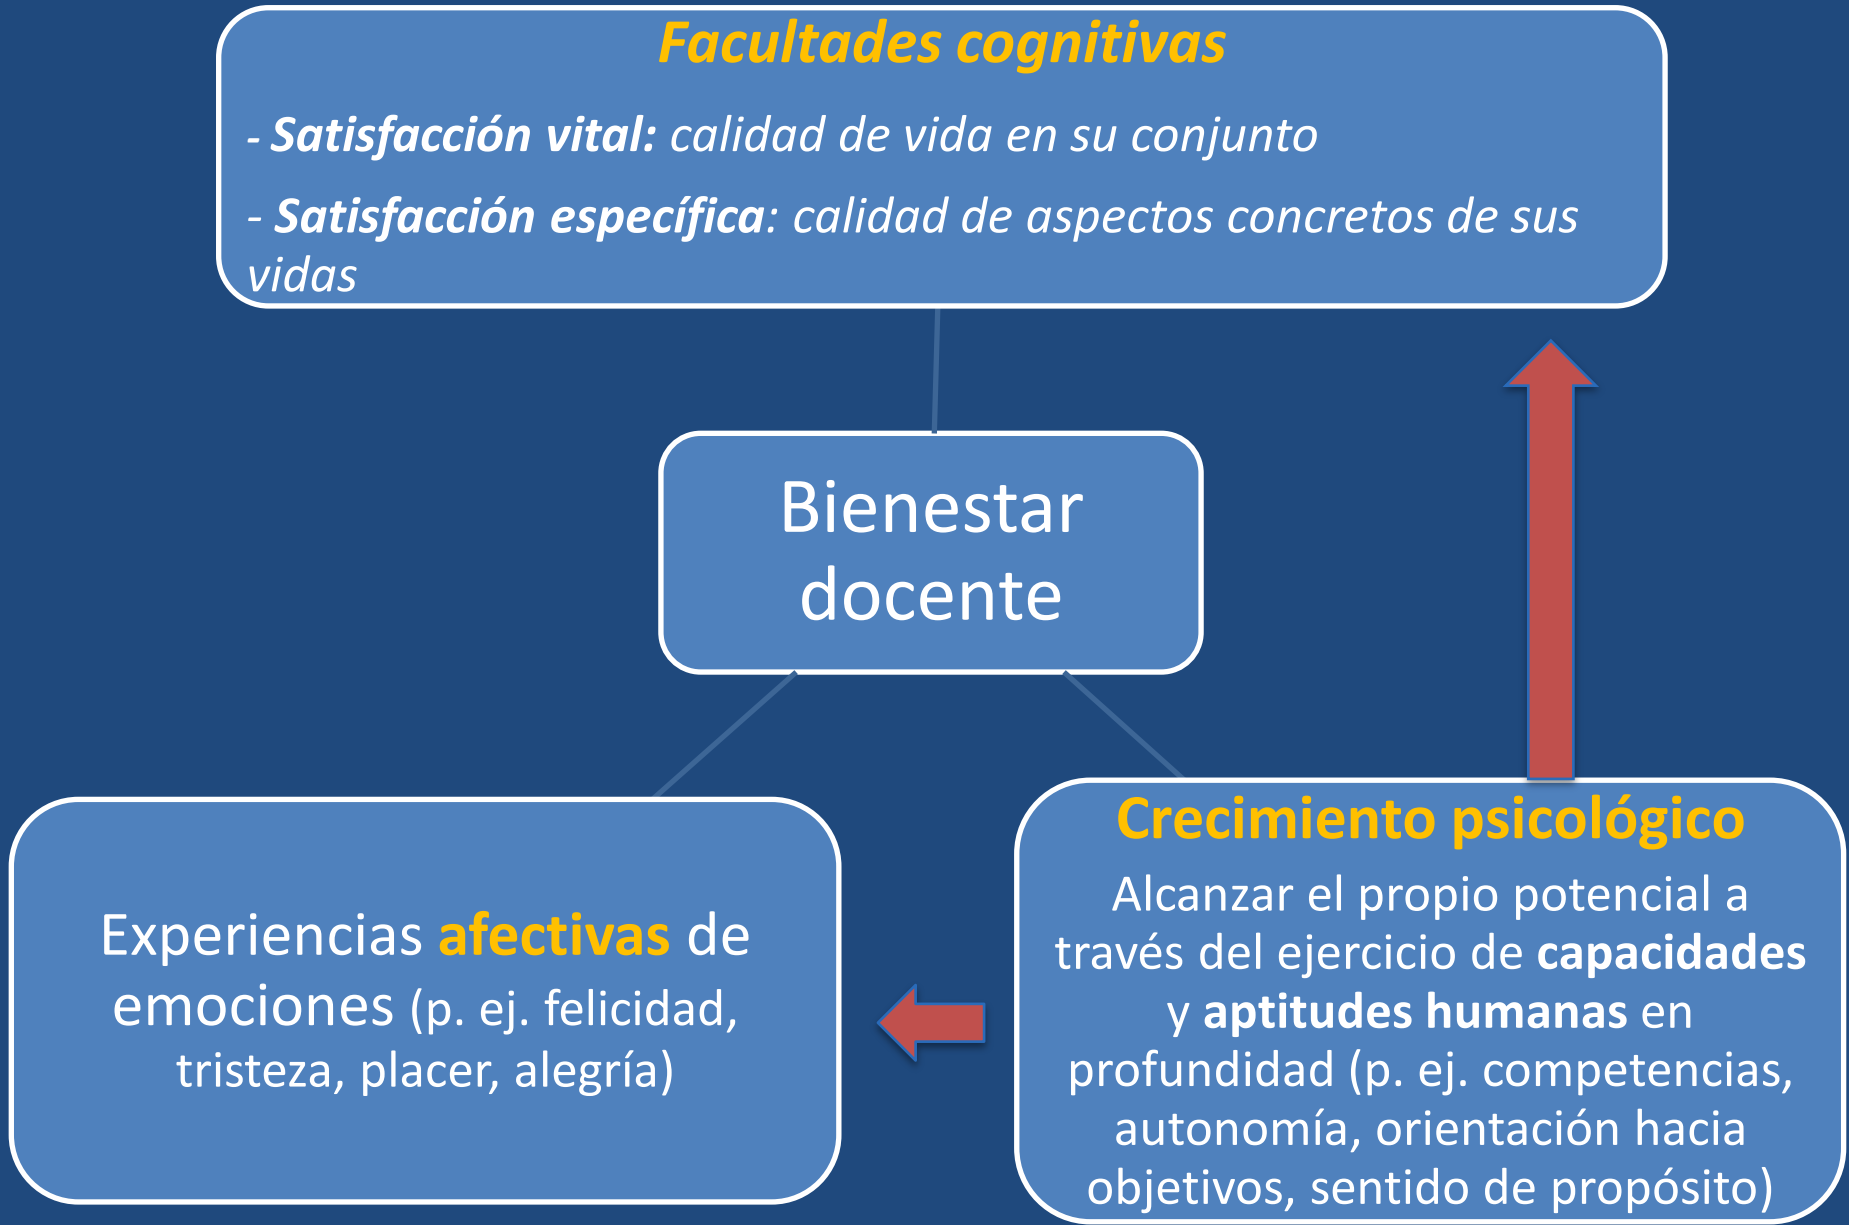 Facultades cognitivas
- Satisfacción vital: calidad de vida en su conjunto
- Satisfacción específica: calidad de aspectos concretos de sus
vidas
Bienestar
docente
Experiencias afectivas de
emociones (p. ej. felicidad,
tristeza, placer, alegría)
Crecimiento psicológico
Alcanzar el propio potencial a
través del ejercicio de capacidades
y aptitudes humanas en
profundidad (p. ej. competencias,
autonomía, orientación hacia
objetivos, sentido de propósito)